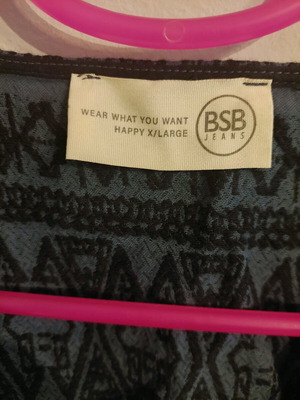 WEAR WHAT YOU WANT
HAPPY X/LARGE
BSB
JEANS